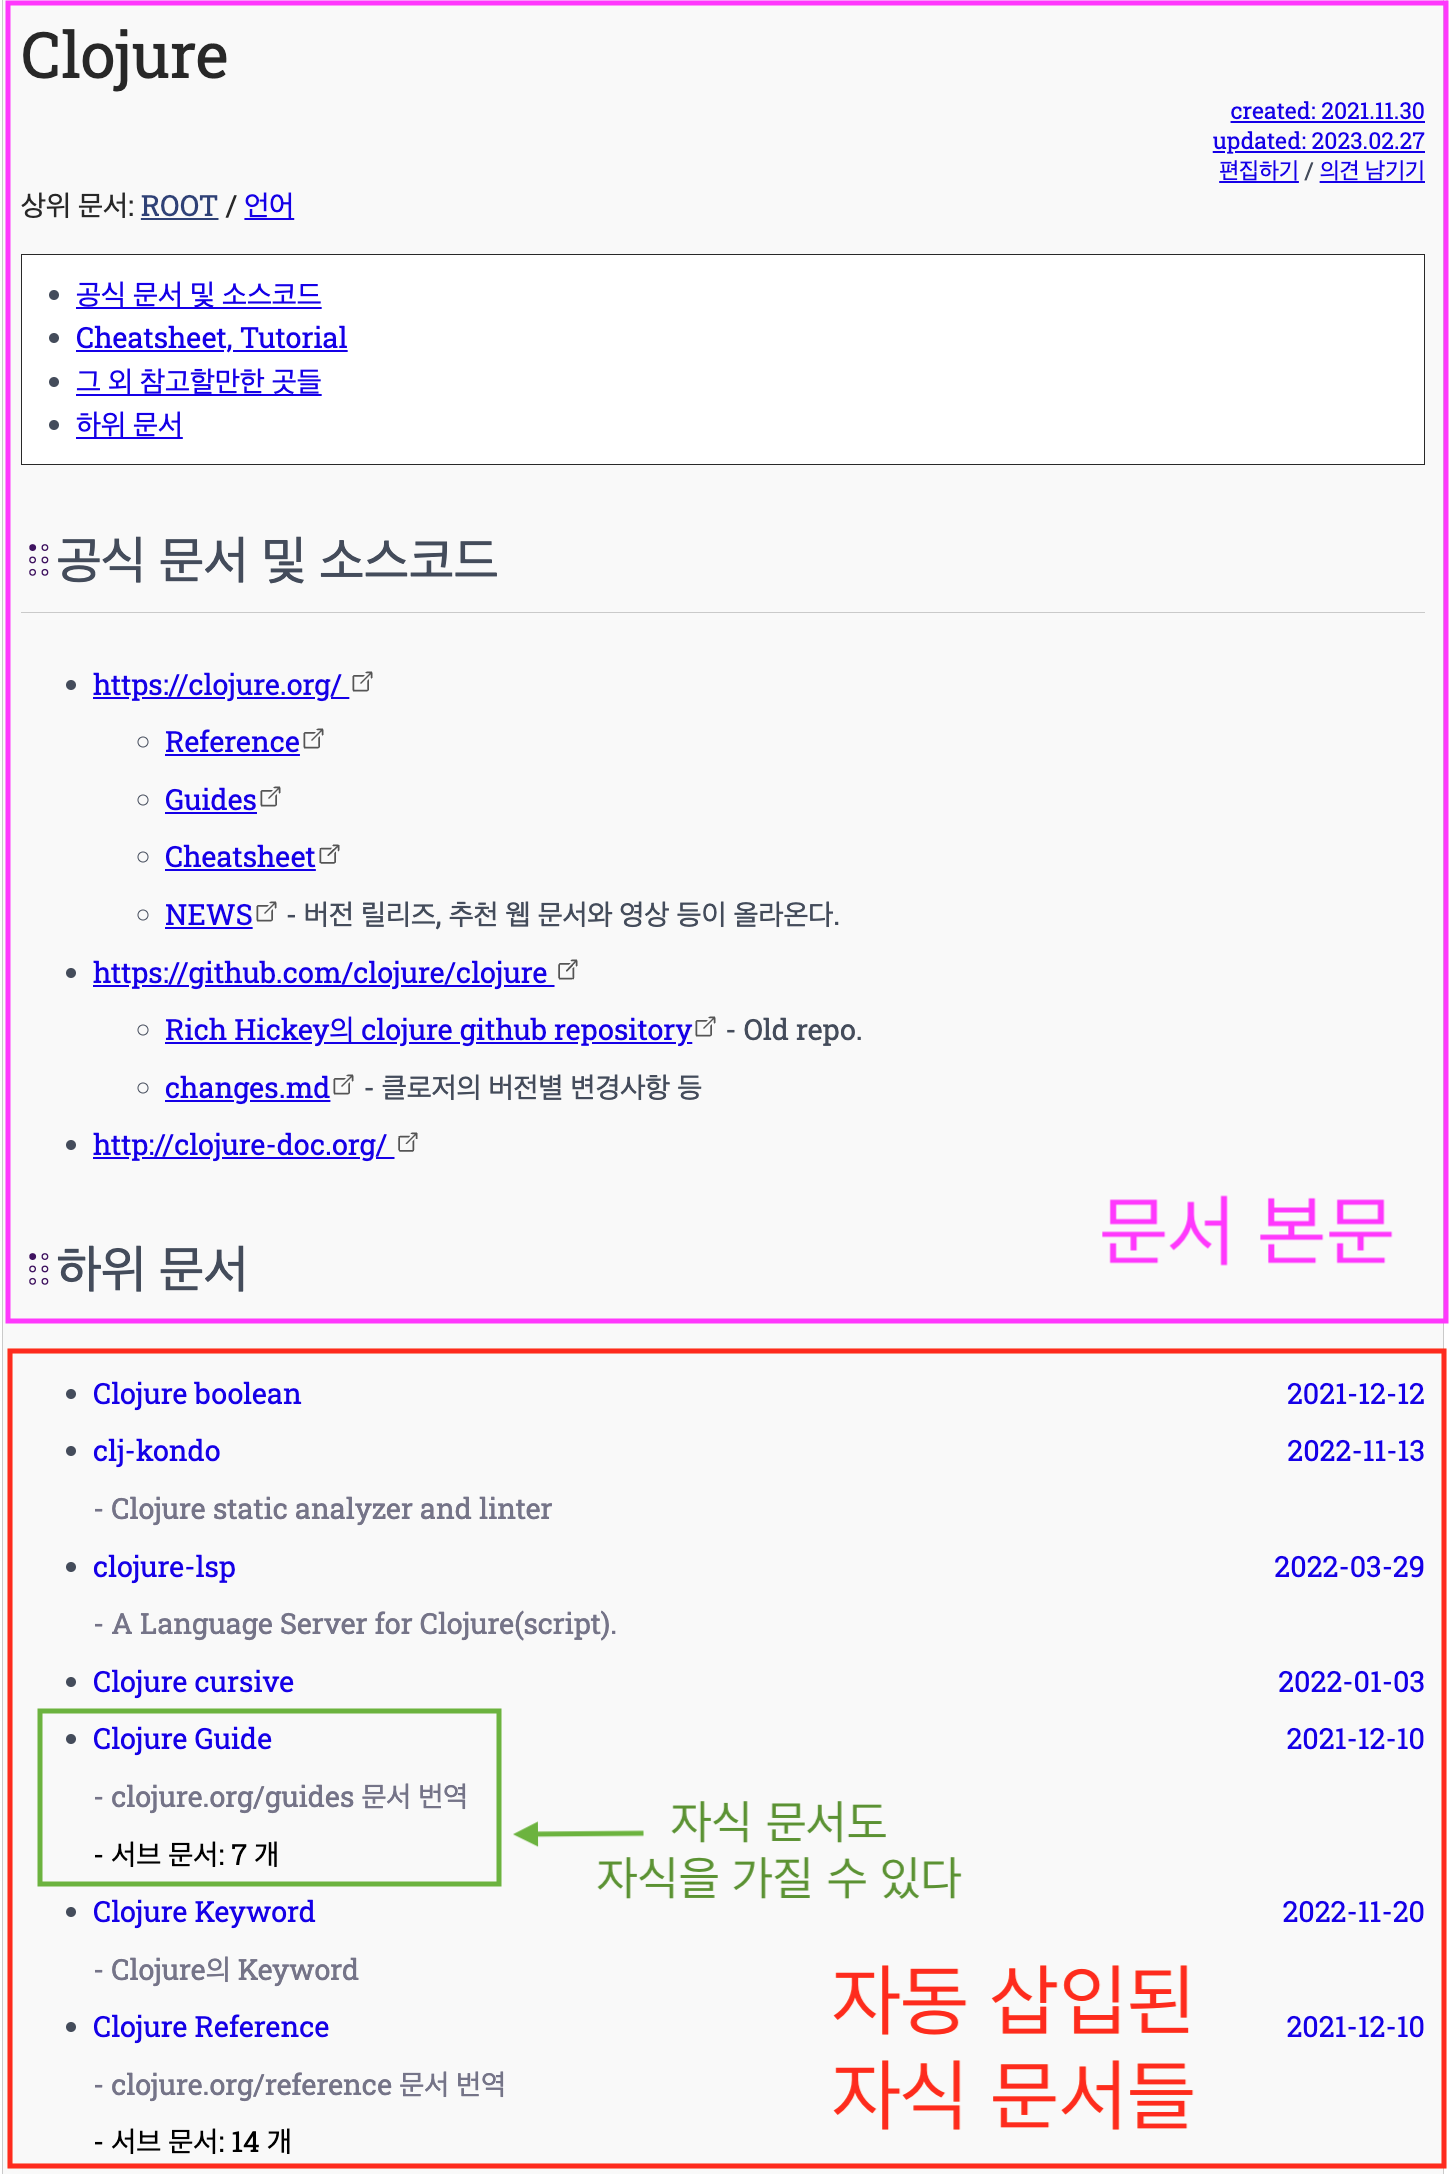 Clojure
created: 2021.11.30
updated: 2023.02.27
편집하기 / 의견 남기기
상위 문서: ROOT / 언어
공식 문서 및 소스코드
Cheatsheet, Tutorial
그 외 참고할만한 곳들
하위 문서
공식 문서 및 소스코드
https://clojure.org/
Reference
Guides
Cheatsheet
NEWS - 버전 릴리즈, 추천 웹 문서와 영상 등이 올라온다.
https://github.com/clojure/clojure
Rich Hickey의 clojure github repository - Old repo.
changes.md - 클로저의 버전별 변경사항 등
http://clojure-doc.org/
문서 본문
하위 문서
Clojure boolean 2021-12-12
clj-kondo 2022-11-13
- Clojure static analyzer and linter
clojure-lsp 2022-03-29
- A Language Server for Clojure(script).
Clojure cursive 2022-01-03
Clojure Guide 2021-12-10
- clojure.org/guides 문서 번역
- 서브 문서: 7 개
자식 문서도
자식을 가질 수 있다
Clojure Keyword 2022-11-20
- Clojure의 Keyword
Clojure Reference 2021-12-10
- clojure.org/reference 문서 번역
- 서브 문서: 14 개
자동 삽입된
자식 문서들